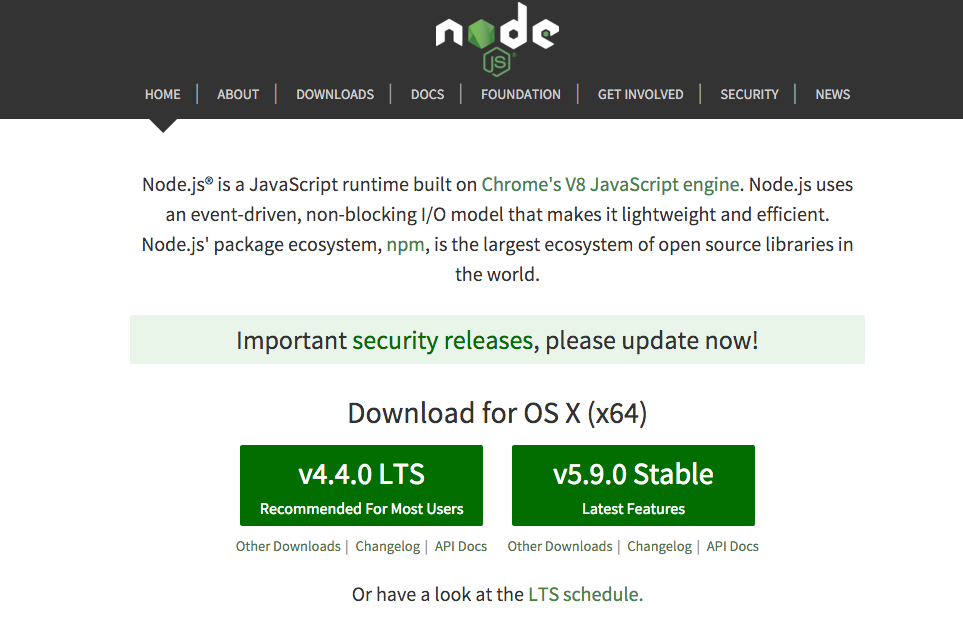 node
JS
HOME | ABOUT | DOWNLOADS | DOCS | FOUNDATION | GET INVOLVED | SECURITY | NEWS
Node.js® is a JavaScript runtime built on Chrome's V8 JavaScript engine. Node.js uses
an event-driven, non-blocking I/O model that makes it lightweight and efficient.
Node.js' package ecosystem, npm, is the largest ecosystem of open source libraries in
the world.
Important security releases, please update now!
Download for OS X (x64)
v4.4.0 LTS
Recommended For Most Users
v5.9.0 Stable
Latest Features
Other Downloads | Changelog | API Docs
Other Downloads | Changelog | API Docs
Or have a look at the LTS schedule.